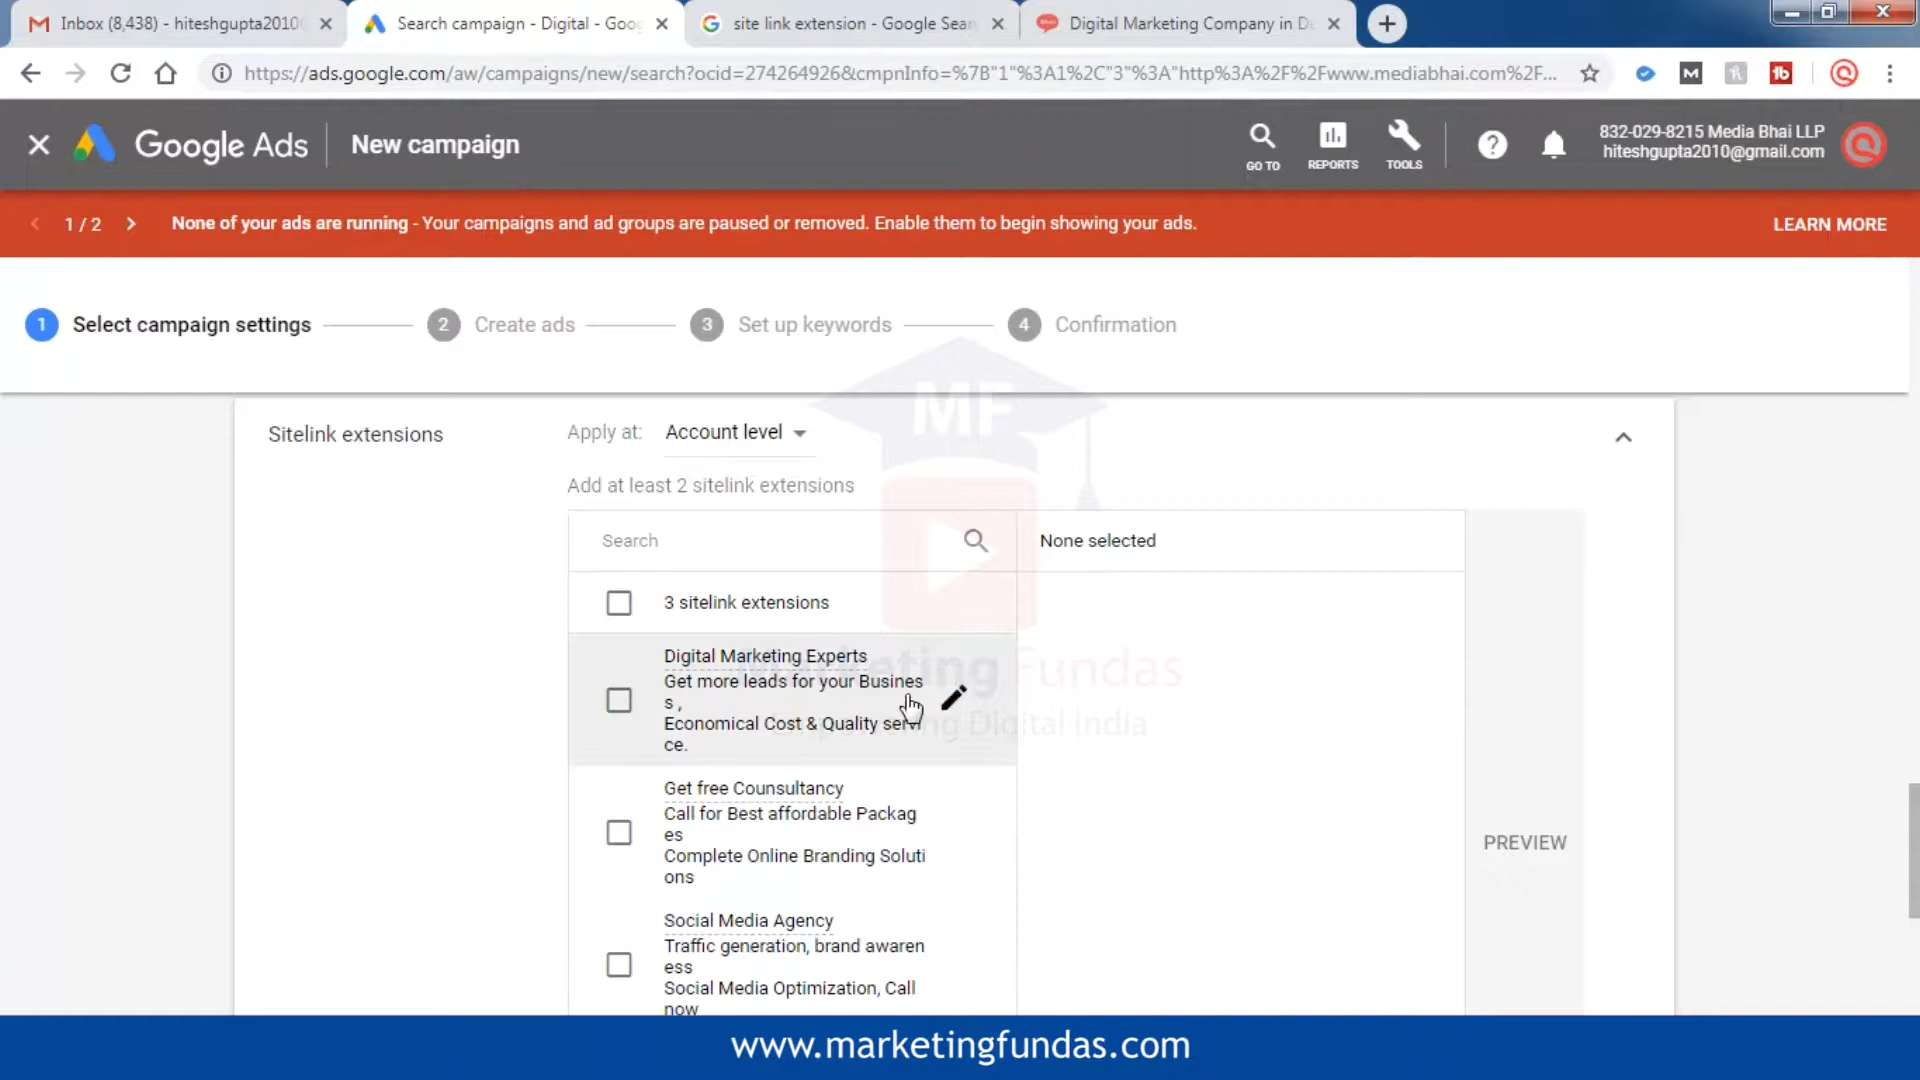 Inbox (8,438) - hiteshgupta2010
Search campaign - Digital - Goo
site link extension - Google Sear
Digital Marketing Company in De
https://ads.google.com/aw/campaigns/new/search?ocid=274264926&cmpnInfo=%7B"1"%3A1%2C"3"%3A"http%3A%2F%2Fwww.mediabhai.com%2F...
Google Ads
New campaign
GO TO
REPORTS
TOOLS
832-029-8215 Media Bhai LLP
hiteshgupta2010@gmail.com
1 / 2
None of your ads are running - Your campaigns and ad groups are paused or removed. Enable them to begin showing your ads.
LEARN MORE
1 Select campaign settings
2 Create ads
3 Set up keywords
4 Confirmation
MF
Sitelink extensions
Apply at: Account level
Add at least 2 sitelink extensions
Search
None selected
3 sitelink extensions
Digital Marketing Experts
Get more leads for your Busines
s ,
Economical Cost & Quality servi
ce.
Marketing Fundas
Empowering Digital India
Get free Counsultancy
Call for Best affordable Packag
es
Complete Online Branding Soluti
ons
PREVIEW
Social Media Agency
Traffic generation, brand awaren
ess
Social Media Optimization, Call
now
www.marketingfundas.com